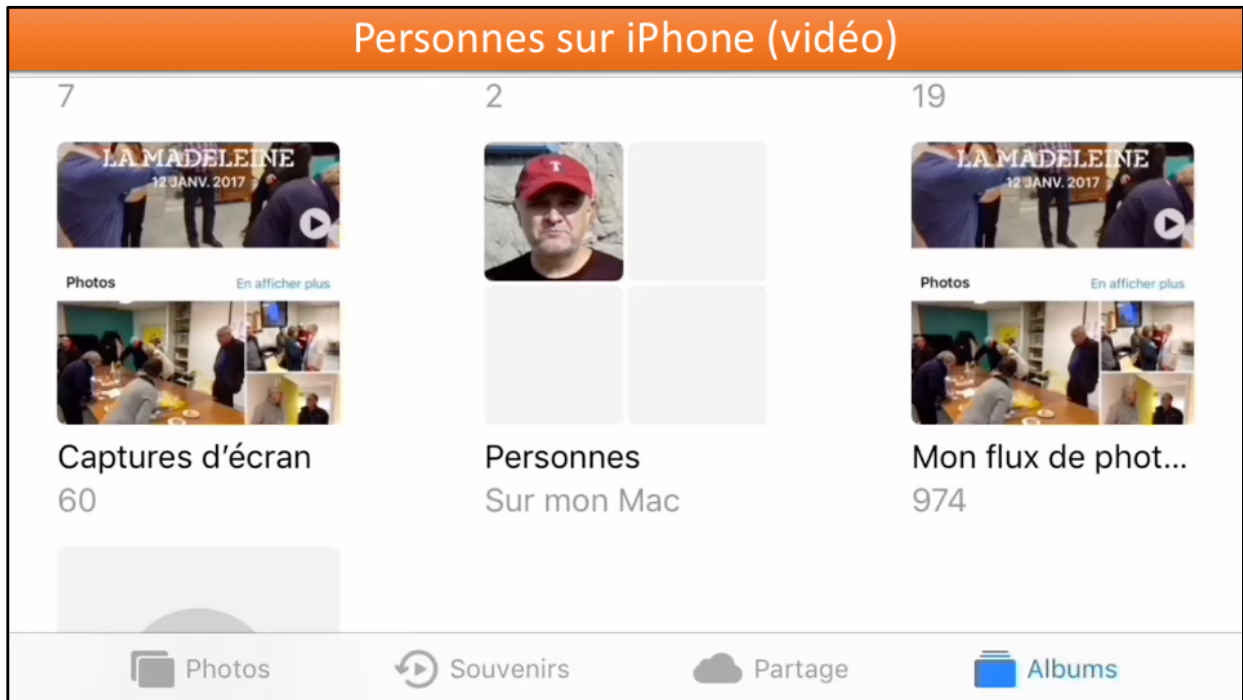 Personnes sur iPhone (vidéo)
7
2
19
LA MADELEINE
12 JANV. 2017
Photos
En afficher plus
LA MADELEINE
12 JANV. 2017
Photos
En afficher plus
Captures d’écran
60
Personnes
Sur mon Mac
Mon flux de phot...
974
Photos
Souvenirs
Partage
Albums